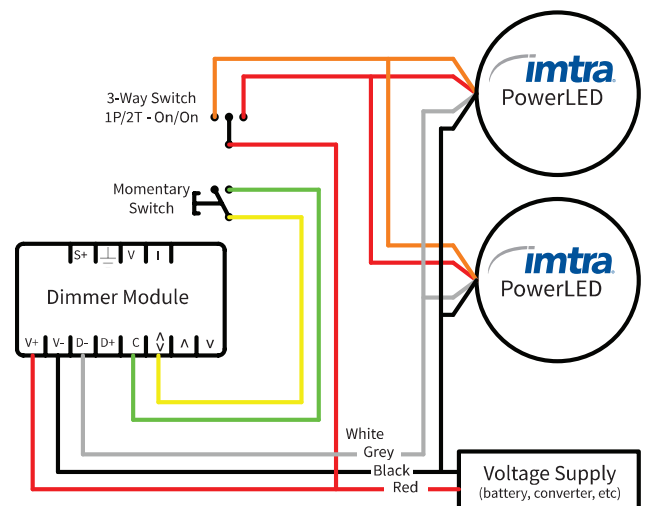 imtra
PowerLED
3-Way Switch
1P/2T - On/On
Momentary
Switch
imtra
PowerLED
S+ V I
Dimmer Module
V+ V- D- D+ C
White
Grey
Black
Red
Voltage Supply
(battery, converter, etc)